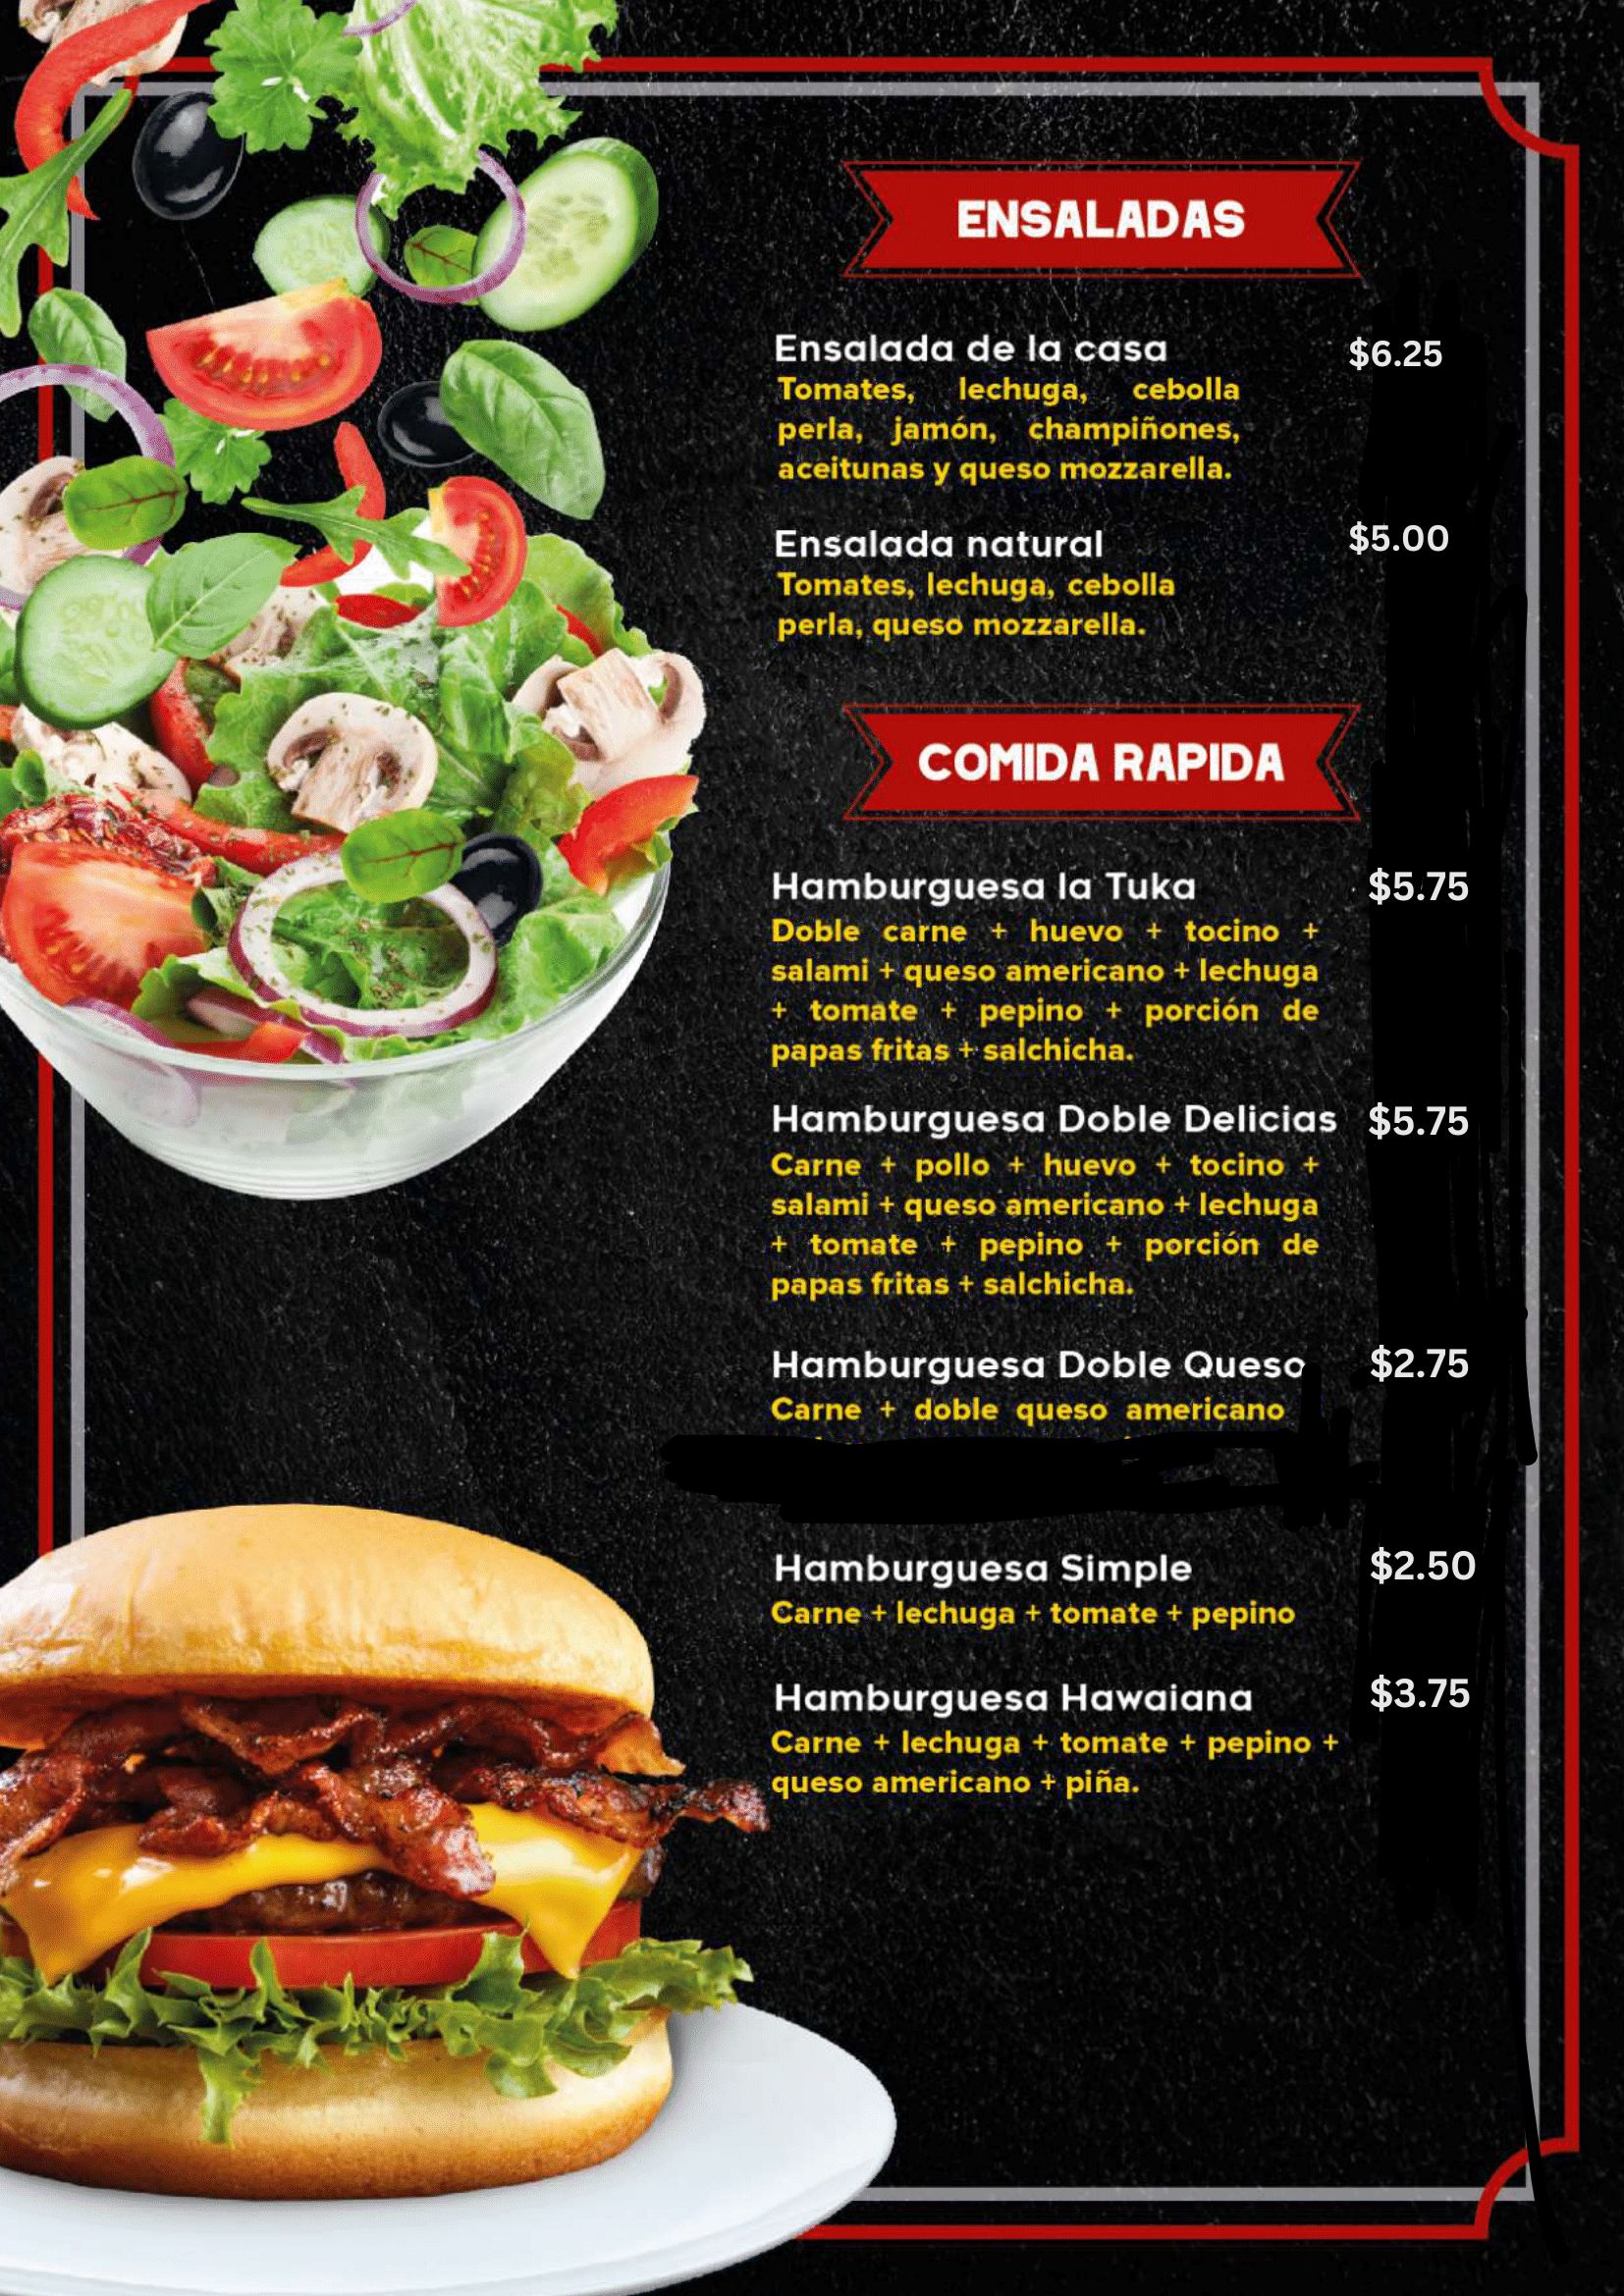 ENSALADAS
Ensalada de la casa $6.25
Tomates, lechuga, cebolla
perla, jamón, champiñones,
aceitunas y queso mozzarella.
Ensalada natural $5.00
Tomates, lechuga, cebolla
perla, queso mozzarella.
COMIDA RAPIDA
Hamburguesa la Tuka $5.75
Doble carne + huevo + tocino +
salami + queso americano + lechuga
+ tomate + pepino + porción de
papas fritas + salchicha.
Hamburguesa Doble Delicias $5.75
Carne + pollo + huevo + tocino +
salami + queso americano + lechuga
+ tomate + pepino + porción de
papas fritas + salchicha.
Hamburguesa Doble Queso $2.75
Carne + doble queso americano
Hamburguesa Simple $2.50
Carne + lechuga + tomate + pepino
Hamburguesa Hawaiana $3.75
Carne + lechuga + tomate + pepino +
queso americano + piña.